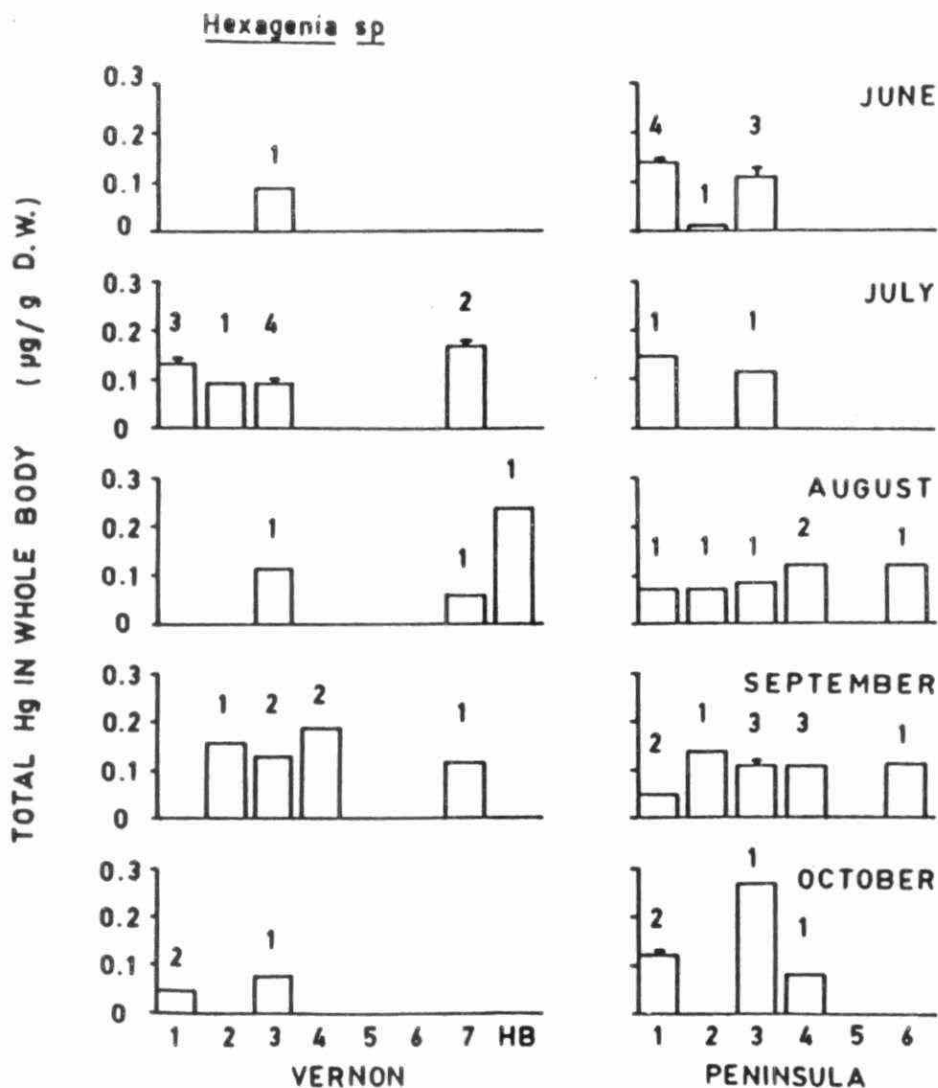 Hexagenia sp
TOTAL Hg IN WHOLE BODY (µg/g D.W.)
0.3
0.2
0.1
0
1
JUNE
4
1
3
0.3
0.2
0.1
0
3 1 4 2
JULY
1 1
0.3
0.2
0.1
0
1 1 1
AUGUST
1 1 1 2 1
0.3
0.2
0.1
0
1 2 2 1
SEPTEMBER
2 1 3 3 1
0.3
0.2
0.1
0
2 1
OCTOBER
2 1 1
1 2 3 4 5 6 7 HB
VERNON
1 2 3 4 5 6
PENINSULA